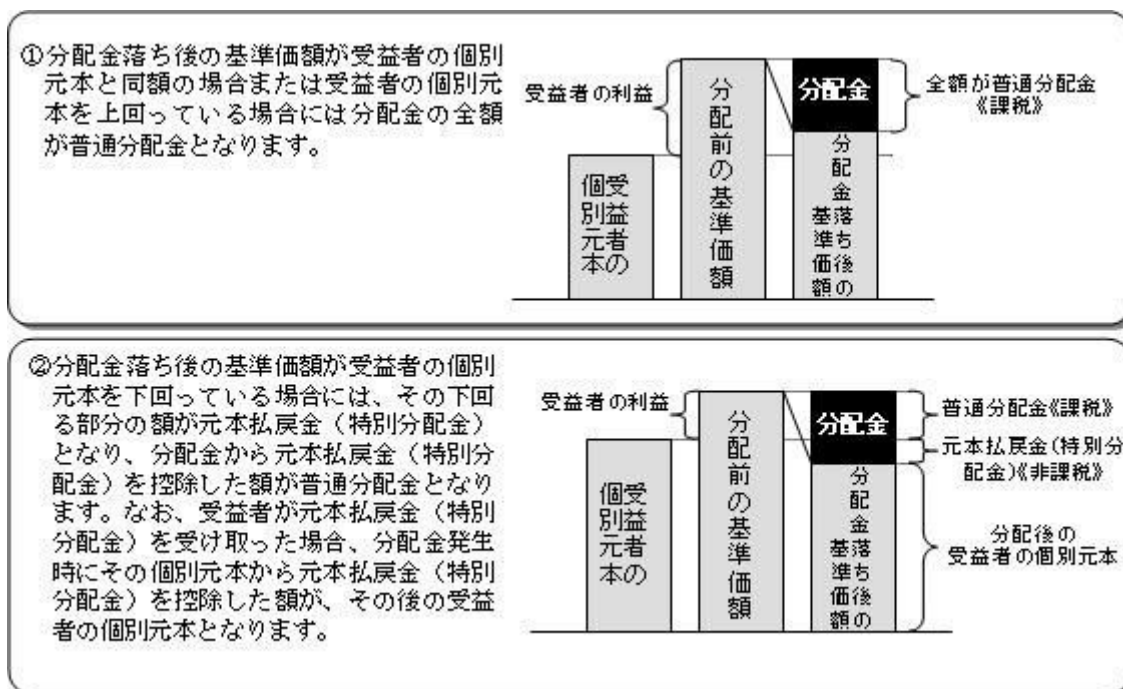 ①分配金落ち後の基準価額が受益者の個別
元本と同額の場合または受益者の個別元
本を上回っている場合には分配金の全額
が普通分配金となります。
受益者の利益
受益者の
個別元本
分配前の基準価額
分配金
分配金落ち後の
基準価額
全額が普通分配金
《課税》
②分配金落ち後の基準価額が受益者の個別
元本を下回っている場合には、その下回
る部分の額が元本払戻金（特別分配金）
となり、分配金から元本払戻金（特別分
配金）を控除した額が普通分配金となり
ます。なお、受益者が元本払戻金（特別
分配金）を受け取った場合、分配金発生
時にその個別元本から元本払戻金（特別
分配金）を控除した額が、その後の受益
者の個別元本となります。
受益者の利益
受益者の
個別元本
分配前の基準価額
分配金
分配金落ち後の
基準価額
普通分配金《課税》
元本払戻金(特別分
配金)《非課税》
分配後の
受益者の個別元本